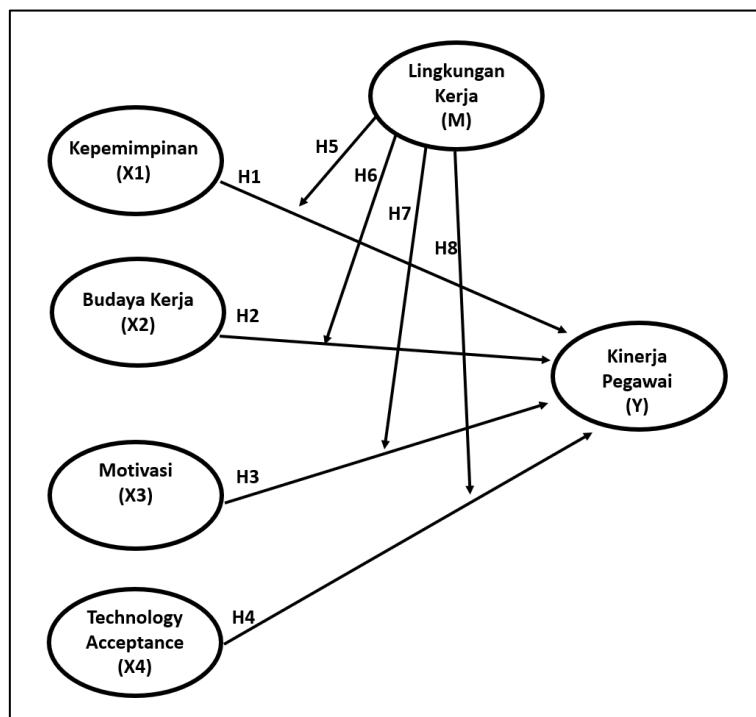 Lingkungan
Kerja
(M)
Kepemimpinan
(X1)
H5
H1
H6
H7
H8
Budaya Kerja
(X2)
H2
Kinerja
Pegawai
(Y)
Motivasi
(X3)
H3
Technology
Acceptance
(X4)
H4